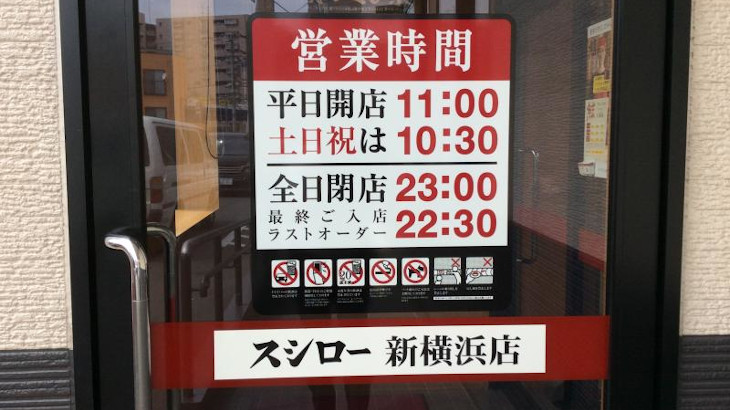 営業時間
平日開店 11:00
土日祝は 10:30
全日閉店 23:00
最終ご入店
ラストオーダー 22:30
20
スシロー 新横浜店